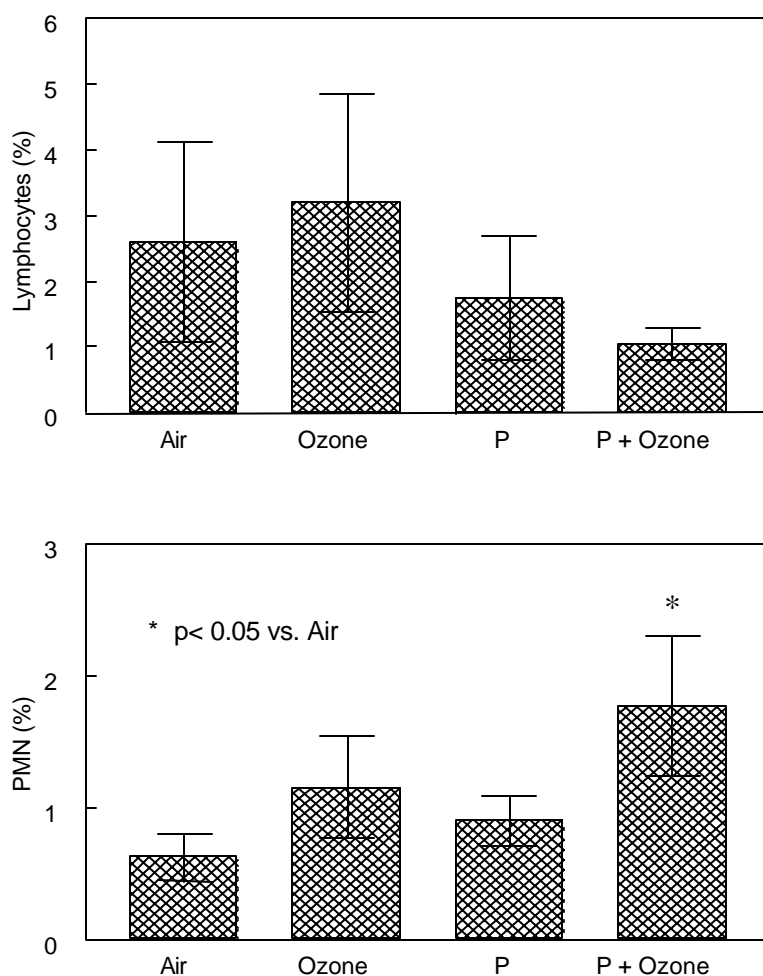 6
5
4
3
2
1
0
Lymphocytes (%)
Air Ozone P P + Ozone
3
2
1
0
PMN (%)
* p< 0.05 vs. Air
*
Air Ozone P P + Ozone